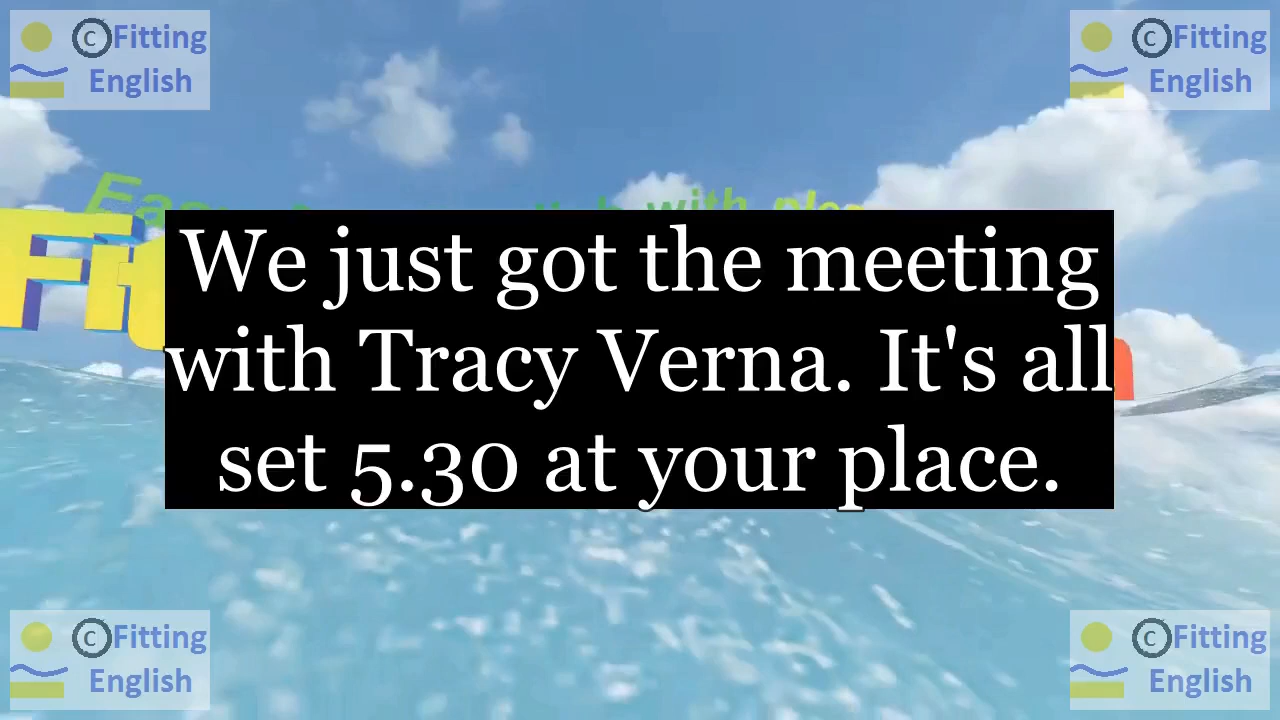 ©Fitting
English
©Fitting
English
with
We just got the meeting
with Tracy Verna. It's all
set 5.30 at your place.
©Fitting
English
©Fitting
English